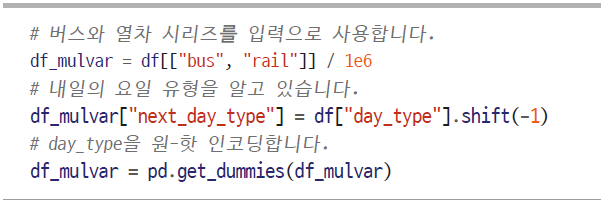 # 버스와 열차 시리즈를 입력으로 사용합니다.
df_mulvar = df[["bus", "rail"]] / 1e6
# 내일의 요일 유형을 알고 있습니다.
df_mulvar["next_day_type"] = df["day_type"].shift(-1)
# day_type을 원-핫 인코딩합니다.
df_mulvar = pd.get_dummies(df_mulvar)